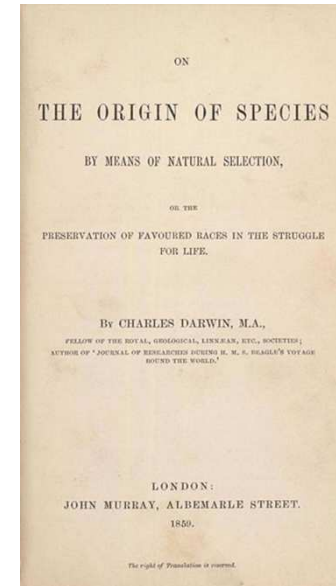 ON
THE ORIGIN OF SPECIES
BY MEANS OF NATURAL SELECTION,
OR THE
PRESERVATION OF FAVOURED RACES IN THE STRUGGLE
FOR LIFE.
BY CHARLES DARWIN, M.A.,
FELLOW OF THE ROYAL, GEOLOGICAL, LINNÆAN, ETC., SOCIETIES;
AUTHOR OF 'JOURNAL OF RESEARCHES DURING H. M. S. BEAGLE'S VOYAGE
ROUND THE WORLD.'
LONDON:
JOHN MURRAY, ALBEMARLE STREET.
1859.
The right of Translation is reserved.